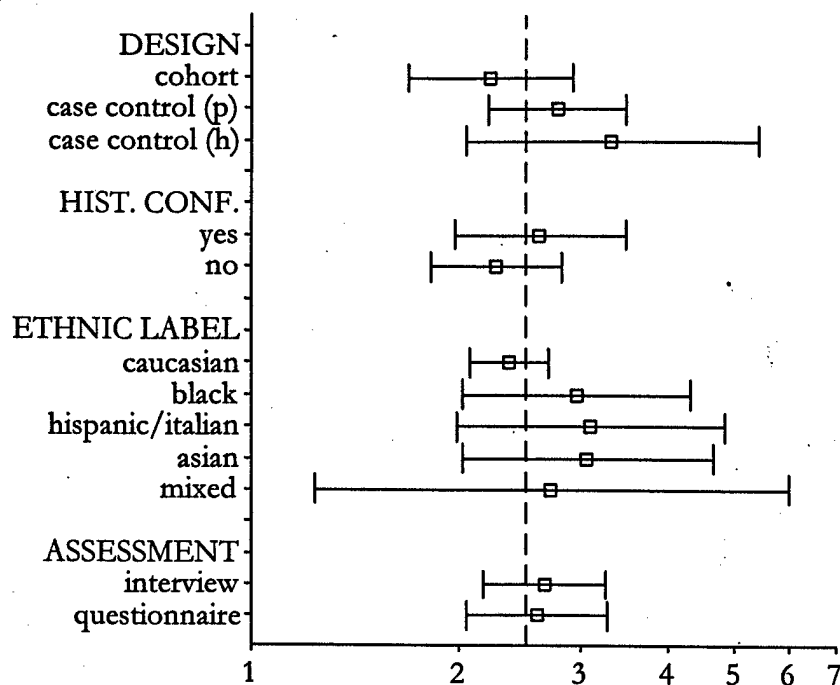 DESIGN
cohort
case control (p)
case control (h)
HIST. CONF.
yes
no
ETHNIC LABEL
caucasian
black
hispanic/italian
asian
mixed
ASSESSMENT
interview
questionnaire
1 2 3 4 5 6 7